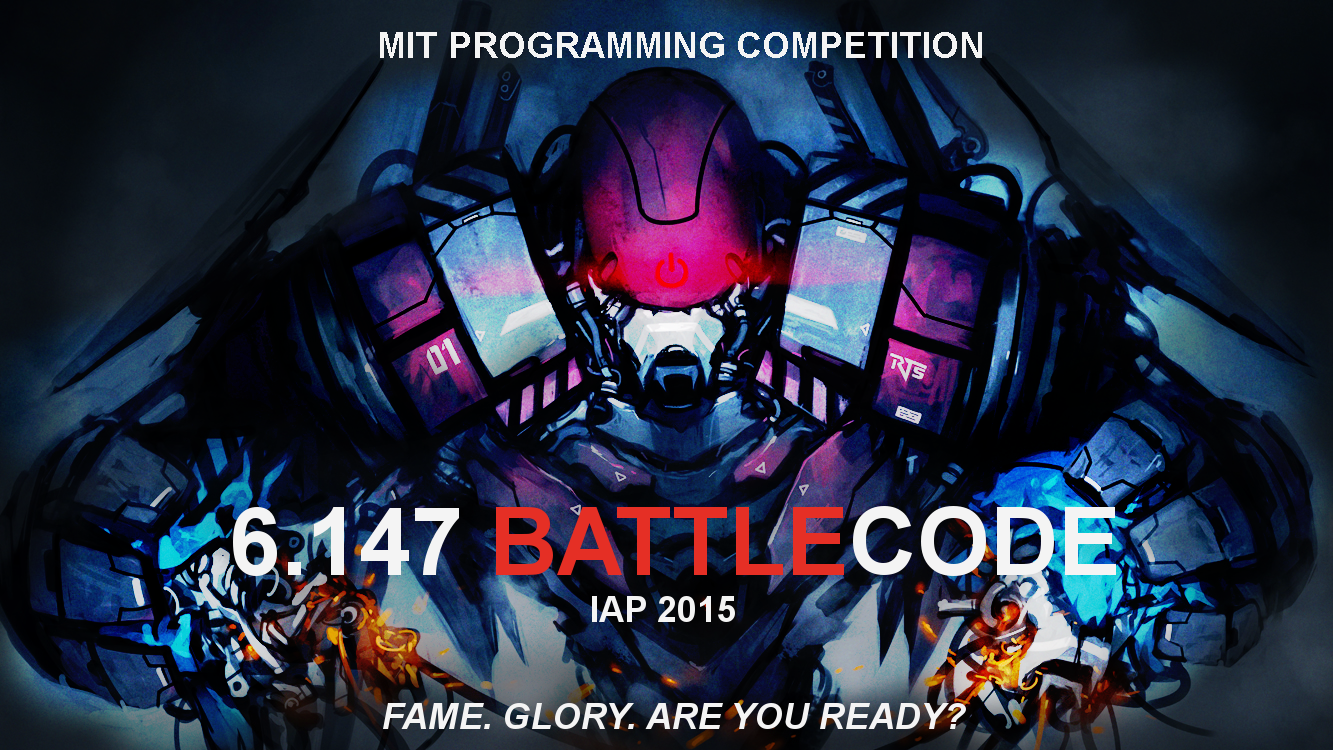 MIT PROGRAMMING COMPETITION
01
RTS
6.147 BATTLECODE
IAP 2015
FAME. GLORY. ARE YOU READY?